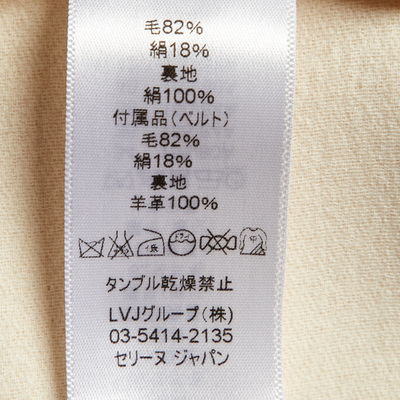 毛82%
絹18%
裏地
絹100%
付属品(ベルト)
毛82%
絹18%
裏地
羊革100%
タンブル乾燥禁止
LVJグループ(株)
03-5414-2135
セリーヌ ジャパン